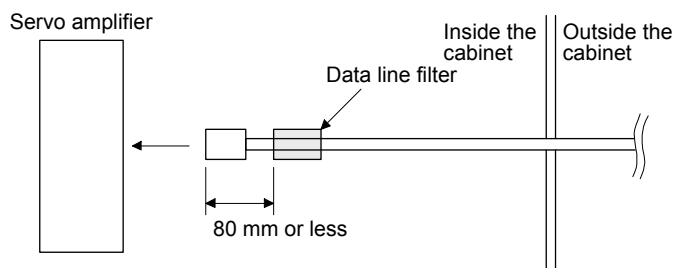 Servo amplifier
Inside the
cabinet
Outside the
cabinet
Data line filter
80 mm or less